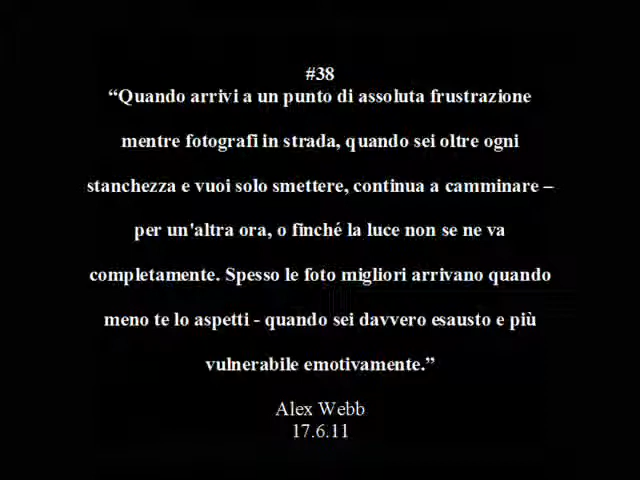 #38
“Quando arrivi a un punto di assoluta frustrazione
mentre fotografi in strada, quando sei oltre ogni
stanchezza e vuoi solo smettere, continua a camminare –
per un'altra ora, o finché la luce non se ne va
completamente. Spesso le foto migliori arrivano quando
meno te lo aspetti - quando sei davvero esausto e più
vulnerabile emotivamente.”
Alex Webb
17.6.11